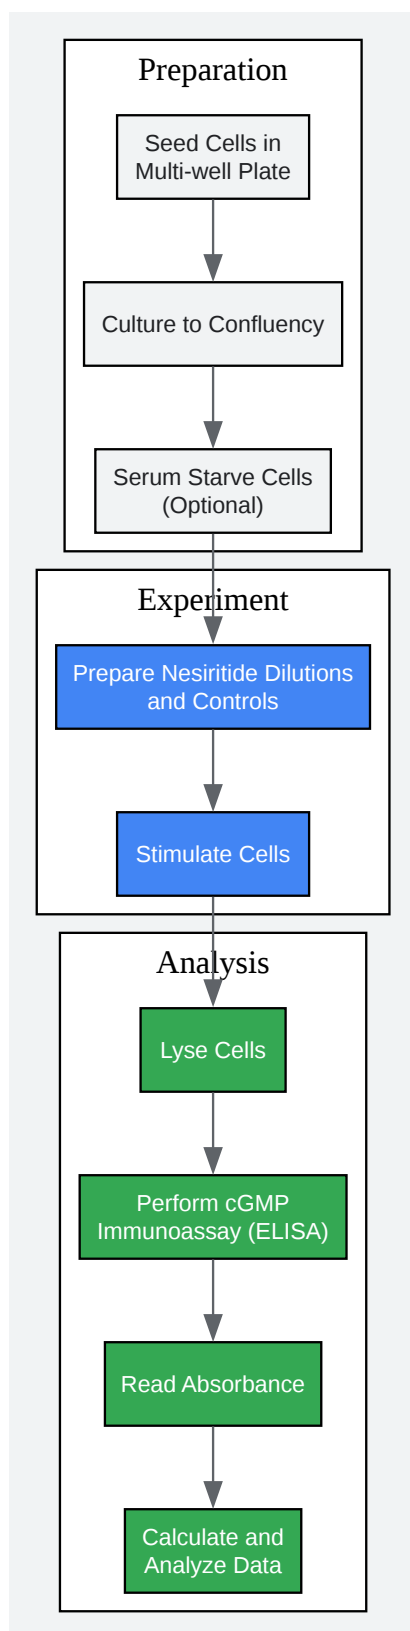 Preparation
Seed Cells in
Multi-well Plate
Culture to Confluency
Serum Starve Cells
(Optional)
Experiment
Prepare Nesiritide Dilutions
and Controls
Stimulate Cells
Analysis
Lyse Cells
Perform cGMP
Immunoassay (ELISA)
Read Absorbance
Calculate and
Analyze Data